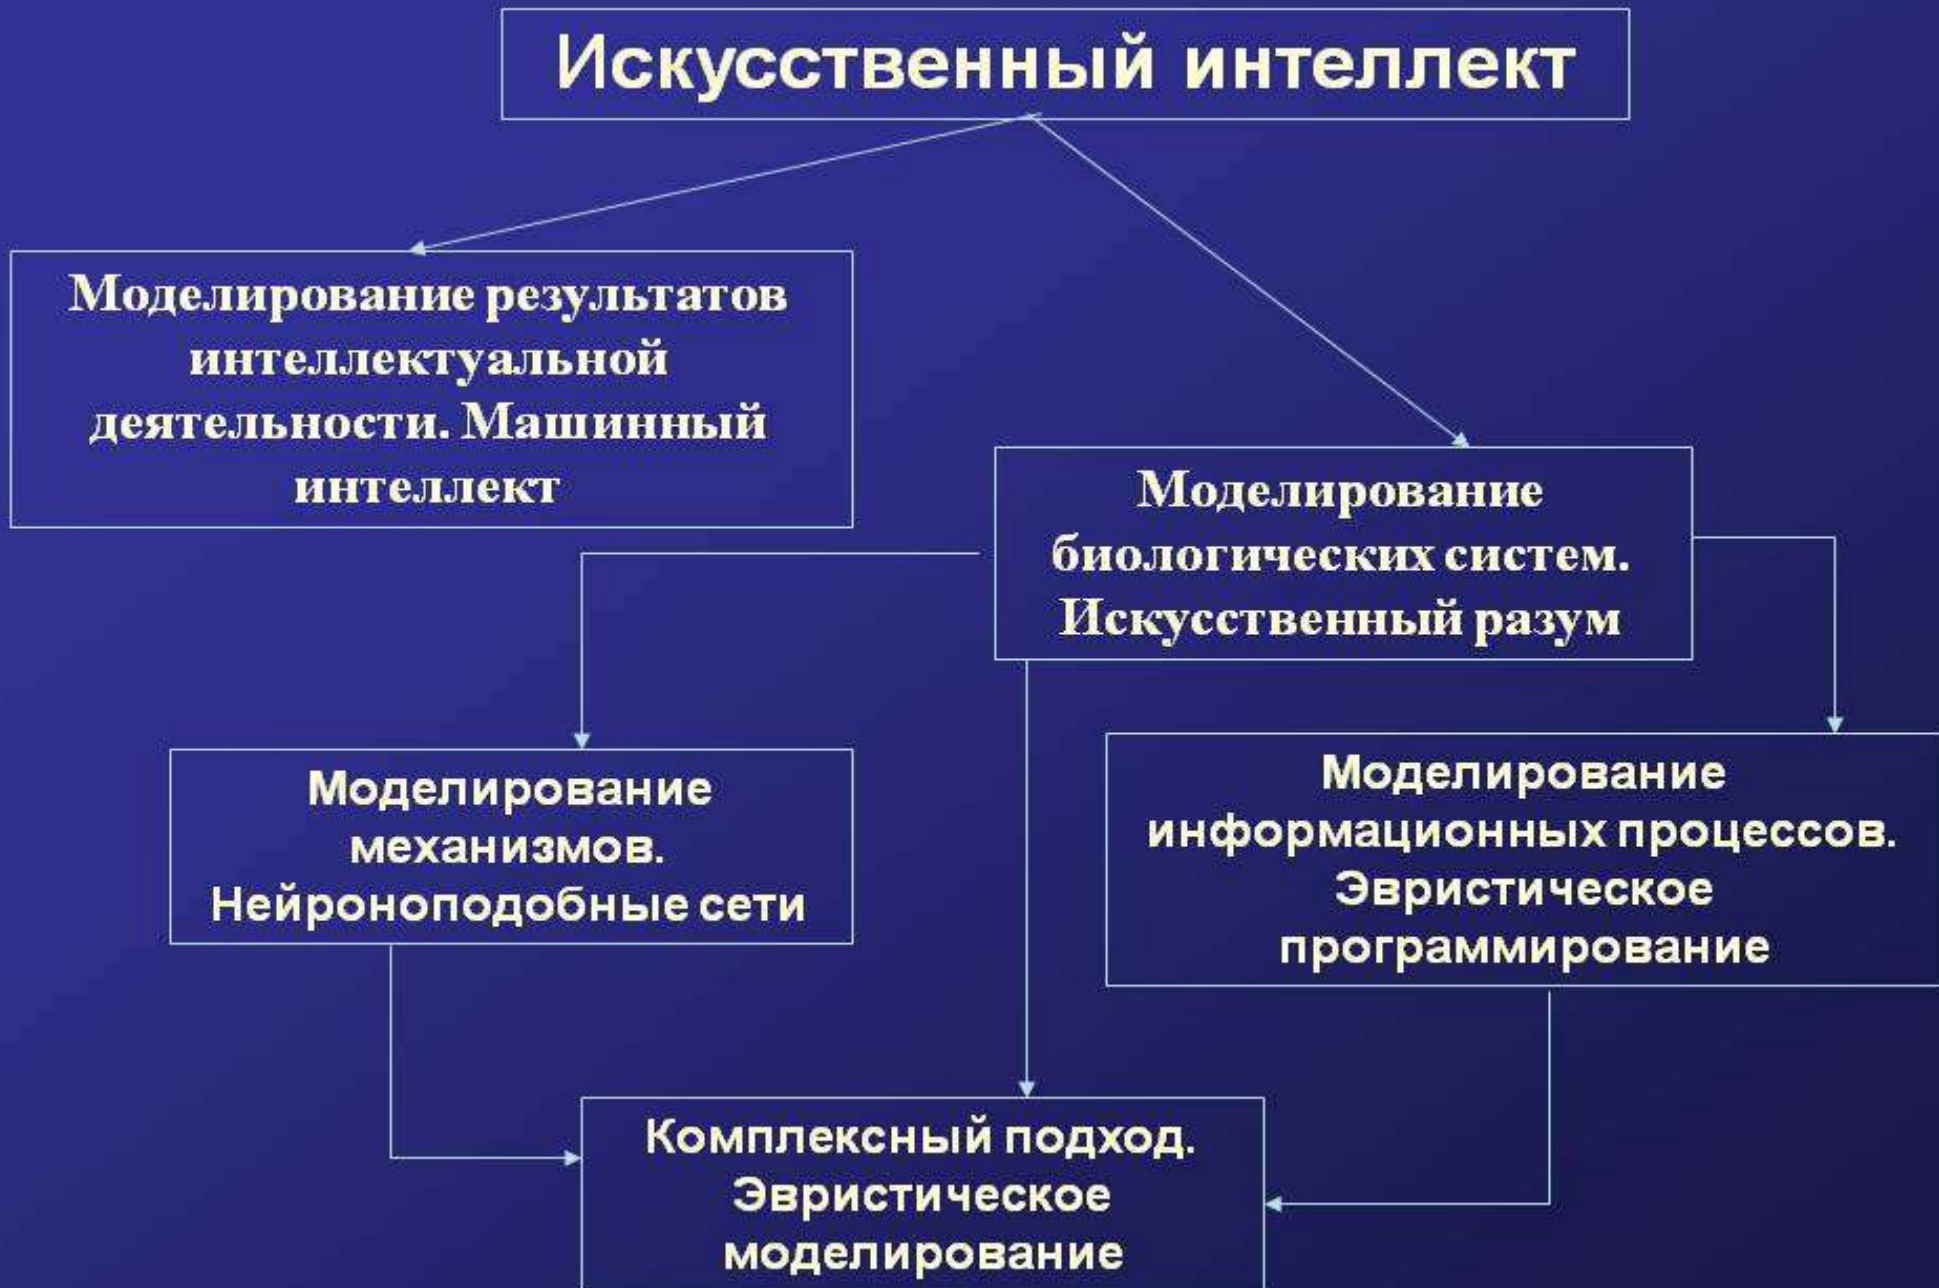 Искусственный интеллект
Моделирование результатов
интеллектуальной
деятельности. Машинный
интеллект
Моделирование
биологических систем.
Искусственный разум
Моделирование
механизмов.
Нейроноподобные сети
Моделирование
информационных процессов.
Эвристическое
программирование
Комплексный подход.
Эвристическое
моделирование